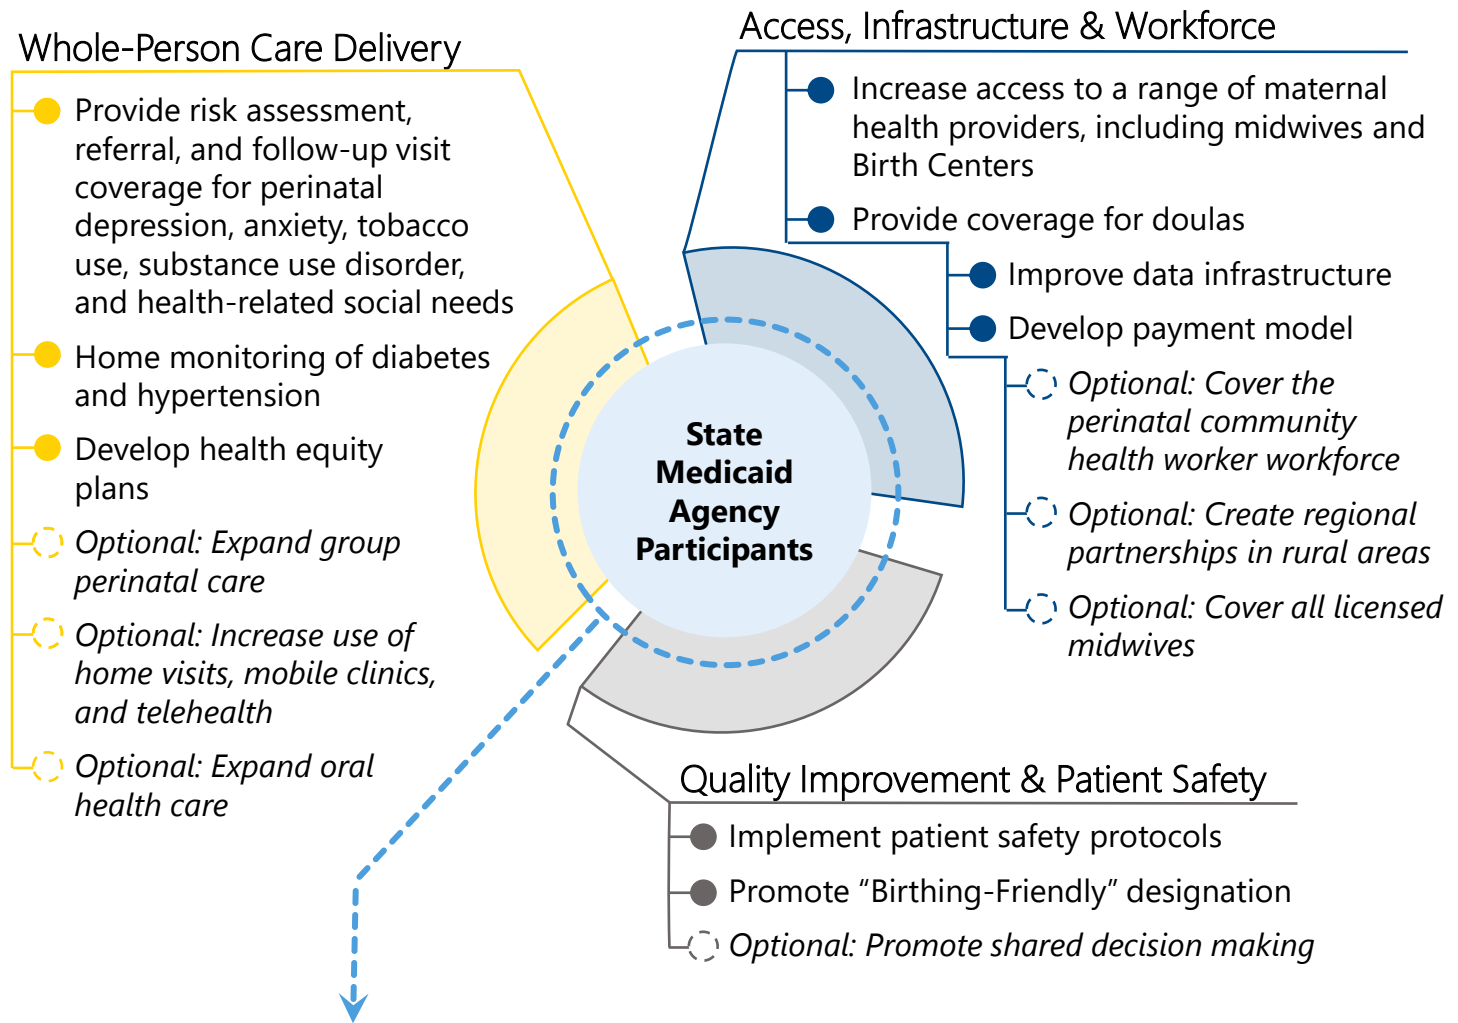 Whole-Person Care Delivery
Provide risk assessment,
referral, and follow-up visit
coverage for perinatal
depression, anxiety, tobacco
use, substance use disorder,
and health-related social needs
Home monitoring of diabetes
and hypertension
Develop health equity
plans
Optional: Expand group
perinatal care
Optional: Increase use of
home visits, mobile clinics,
and telehealth
Optional: Expand oral
health care
Access, Infrastructure & Workforce
Increase access to a range of maternal
health providers, including midwives and
Birth Centers
Provide coverage for doulas
Improve data infrastructure
Develop payment model
Optional: Cover the
perinatal community
health worker workforce
Optional: Create regional
partnerships in rural areas
Optional: Cover all licensed
midwives
State
Medicaid
Agency
Participants
Quality Improvement & Patient Safety
Implement patient safety protocols
Promote “Birthing-Friendly” designation
Optional: Promote shared decision making